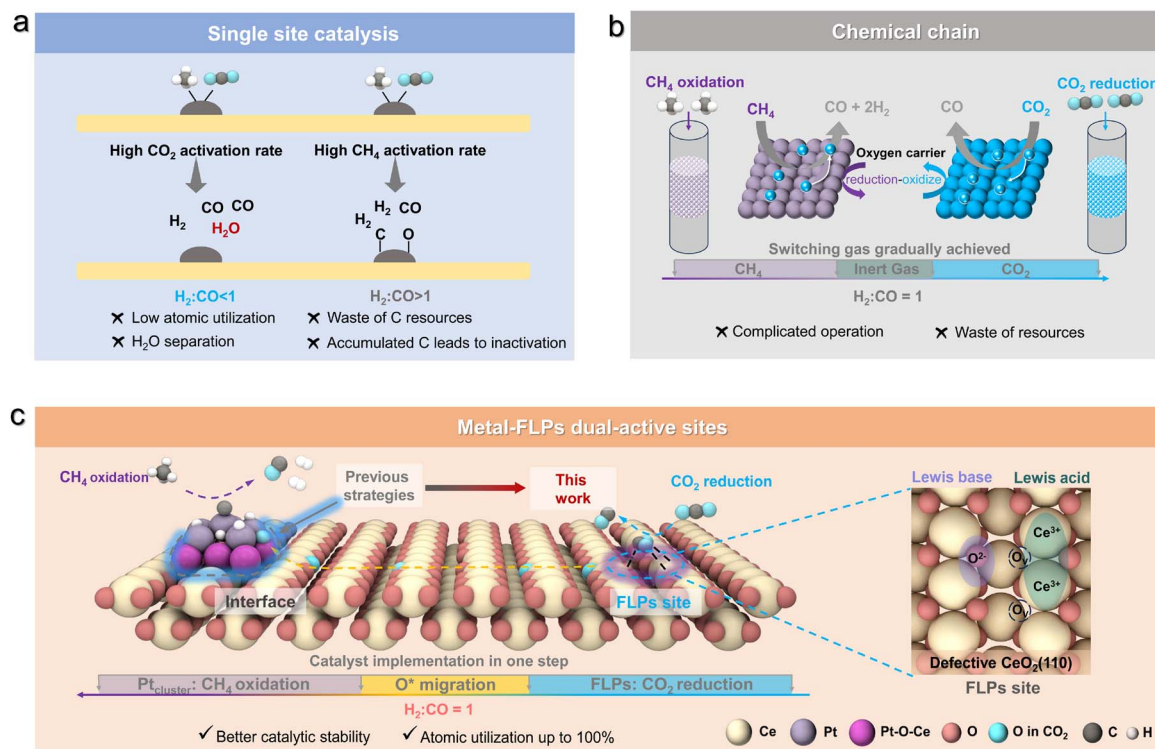 a
Single site catalysis
High CO₂ activation rate
High CH₄ activation rate
H₂
CO
CO
H₂O
H₂
H₂
CO
C
O
H₂:CO<1
H₂:CO>1
✕ Low atomic utilization
✕ Waste of C resources
✕ H₂O separation
✕ Accumulated C leads to inactivation
b
Chemical chain
CH₄ oxidation
CO₂ reduction
CH₄
CO + 2H₂
CO
CO₂
Oxygen carrier
reduction-oxidize
Switching gas gradually achieved
CH₄
Inert Gas
CO₂
H₂:CO = 1
✕ Complicated operation
✕ Waste of resources
c
Metal-FLPs dual-active sites
CH₄ oxidation
Previous
strategies
This
work
CO₂ reduction
Interface
FLPs site
Lewis base
Lewis acid
Ce³⁺
O²⁻
Oᵥ
Ce³⁺
Oᵥ
Defective CeO₂(110)
FLPs site
Catalyst implementation in one step
Pt_cluster: CH₄ oxidation
O* migration
FLPs: CO₂ reduction
H₂:CO = 1
✓ Better catalytic stability
✓ Atomic utilization up to 100%
Ce
Pt
Pt-O-Ce
O
O in CO₂
C
H